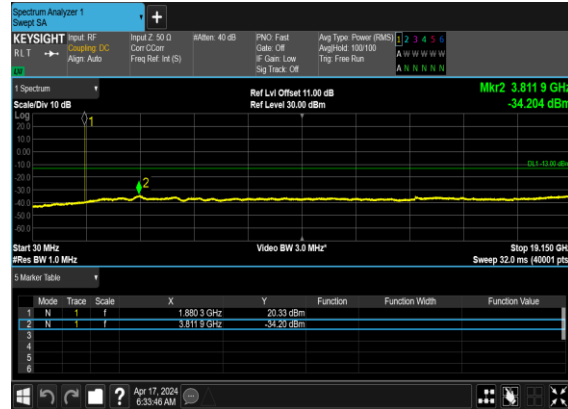 Spectrum Analyzer 1
Swept SA
KEYSIGHT Input: RF Input Z: 50 Ω #Atten: 40 dB PNO: Fast Avg Type: Power (RMS) 1 2 3 4 5 6
RLT Coupling: DC Corr CCorr Gate: Off Avg|Hold: 100/100 A W W W W W
Align: Auto Freq Ref: Int (S) IF Gain: Low Trig: Free Run
LW Sig Track: Off A N N N N N
1 Spectrum Mkr2 3.811 9 GHz
Scale/Div 10 dB Ref Lvl Offset 11.00 dB -34.204 dBm
Ref Level 30.00 dBm
Log
1
20.0
10.0
0.00
-10.0 DL1 -13.00 dBm
-20.0
2
-30.0
-40.0
-50.0
-60.0
Start 30 MHz Video BW 3.0 MHz* Stop 19.150 GHz
#Res BW 1.0 MHz Sweep 32.0 ms (40001 pts)
5 Marker Table
Mode Trace Scale X Y Function Function Width Function Value
1 N 1 f 1.880 3 GHz 20.33 dBm
2 N 1 f 3.811 9 GHz -34.20 dBm
3
4
5
6
? Apr 17, 2024
6:33:46 AM